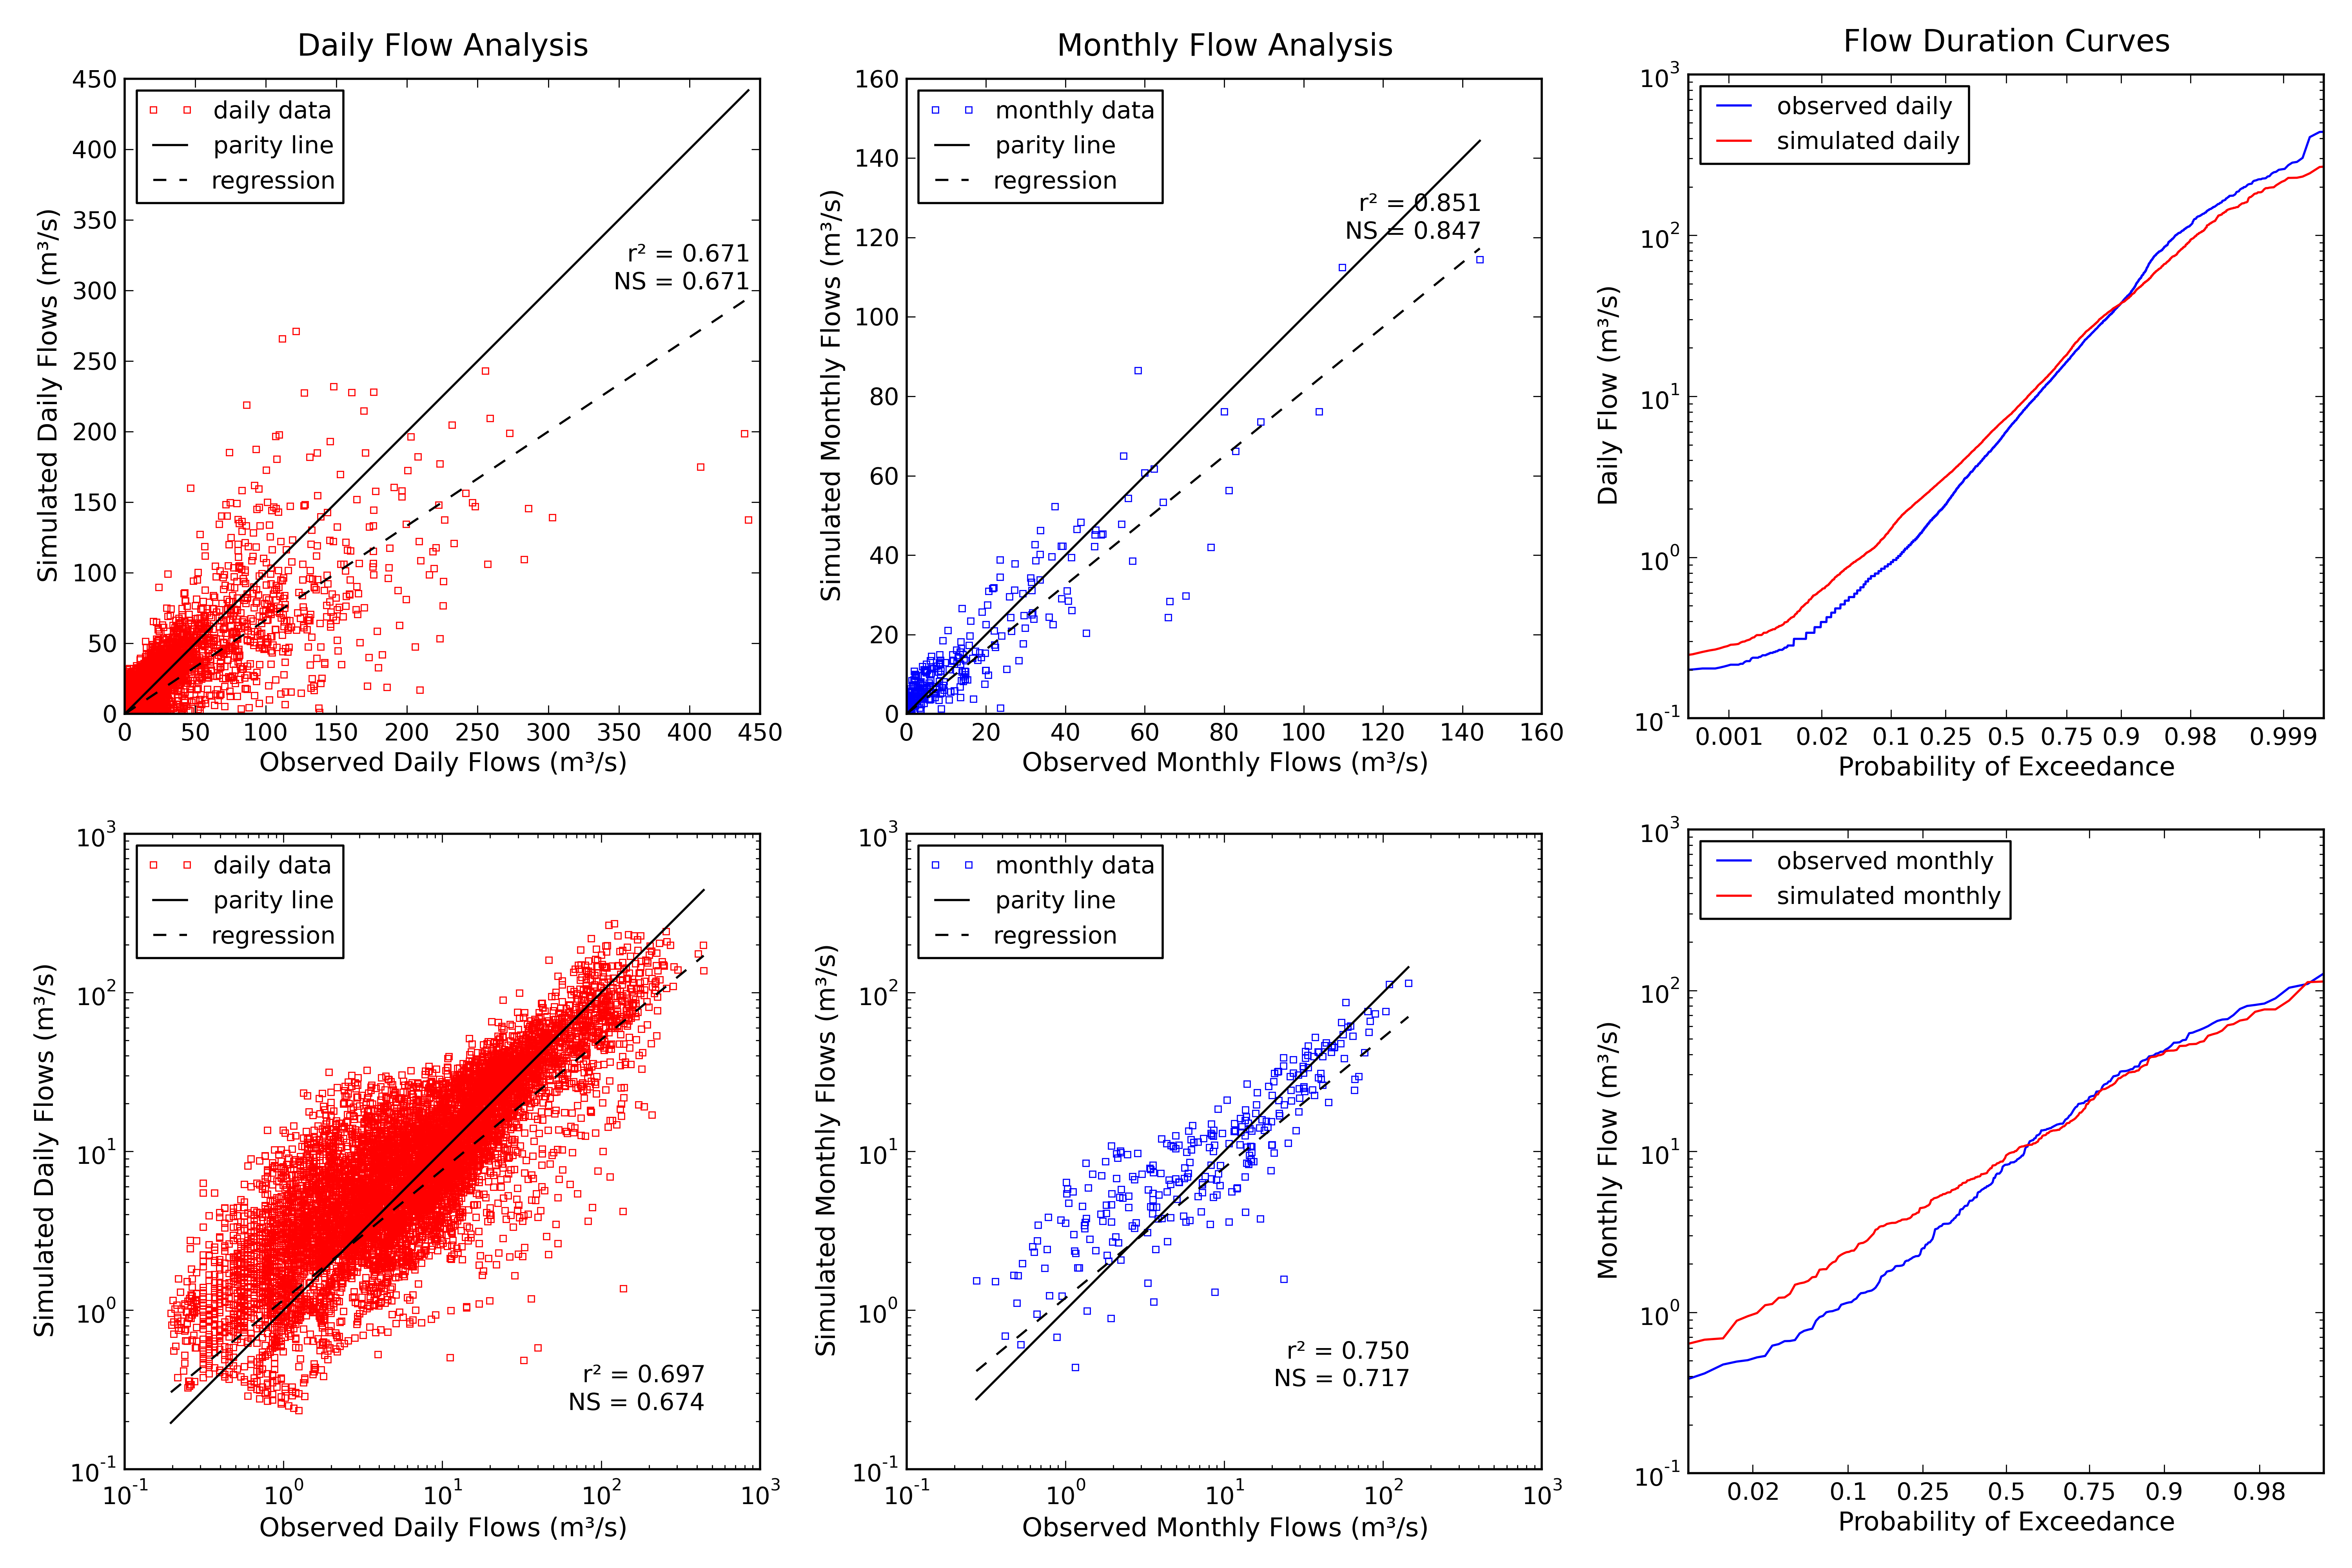 Daily Flow Analysis
450
400
350
300
250
200
150
100
50
0
0 50 100 150 200 250 300 350 400 450
Simulated Daily Flows (m³/s)
Observed Daily Flows (m³/s)
daily data
parity line
regression
r² = 0.671
NS = 0.671
Monthly Flow Analysis
160
140
120
100
80
60
40
20
0
0 20 40 60 80 100 120 140 160
Simulated Monthly Flows (m³/s)
Observed Monthly Flows (m³/s)
monthly data
parity line
regression
r² = 0.851
NS = 0.847
Flow Duration Curves
10³
10²
10¹
10⁰
10⁻¹
0.001 0.02 0.1 0.25 0.5 0.75 0.9 0.98 0.999
Daily Flow (m³/s)
Probability of Exceedance
observed daily
simulated daily
10³
10²
10¹
10⁰
10⁻¹
10⁻¹ 10⁰ 10¹ 10² 10³
Simulated Daily Flows (m³/s)
Observed Daily Flows (m³/s)
daily data
parity line
regression
r² = 0.697
NS = 0.674
10³
10²
10¹
10⁰
10⁻¹
10⁻¹ 10⁰ 10¹ 10² 10³
Simulated Monthly Flows (m³/s)
Observed Monthly Flows (m³/s)
monthly data
parity line
regression
r² = 0.750
NS = 0.717
10³
10²
10¹
10⁰
10⁻¹
0.02 0.1 0.25 0.5 0.75 0.9 0.98
Monthly Flow (m³/s)
Probability of Exceedance
observed monthly
simulated monthly